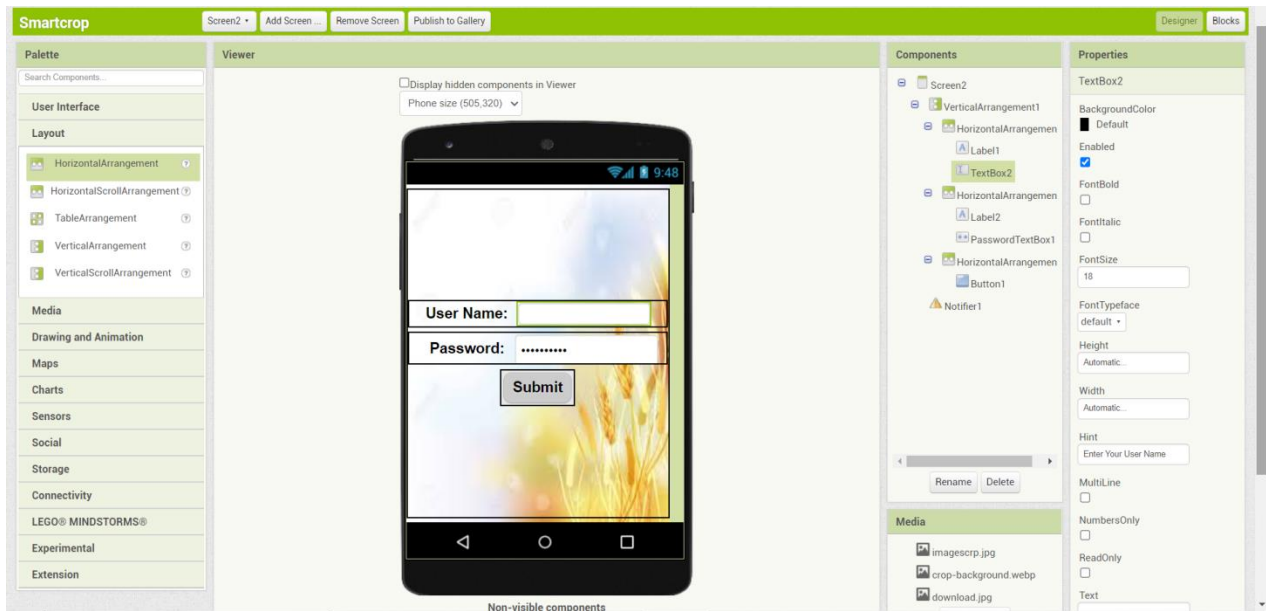 Smartcrop
Screen2
Add Screen ...
Remove Screen
Publish to Gallery
Designer
Blocks
Palette
Search Components...
User Interface
Layout
HorizontalArrangement
HorizontalScrollArrangement
TableArrangement
VerticalArrangement
VerticalScrollArrangement
Media
Drawing and Animation
Maps
Charts
Sensors
Social
Storage
Connectivity
LEGO® MINDSTORMS®
Experimental
Extension
Viewer
Display hidden components in Viewer
Phone size (505,320)
9:48
User Name:
Password:
Submit
Non-visible components
Components
Screen2
VerticalArrangement1
HorizontalArrangemen
Label1
TextBox2
HorizontalArrangemen
Label2
PasswordTextBox1
HorizontalArrangemen
Button1
Notifier1
Rename
Delete
Media
imagescrp.jpg
crop-background.webp
download.jpg
Properties
TextBox2
BackgroundColor
Default
Enabled
FontBold
FontItalic
FontSize
18
FontTypeface
default
Height
Automatic...
Width
Automatic...
Hint
Enter Your User Name
MultiLine
NumbersOnly
ReadOnly
Text